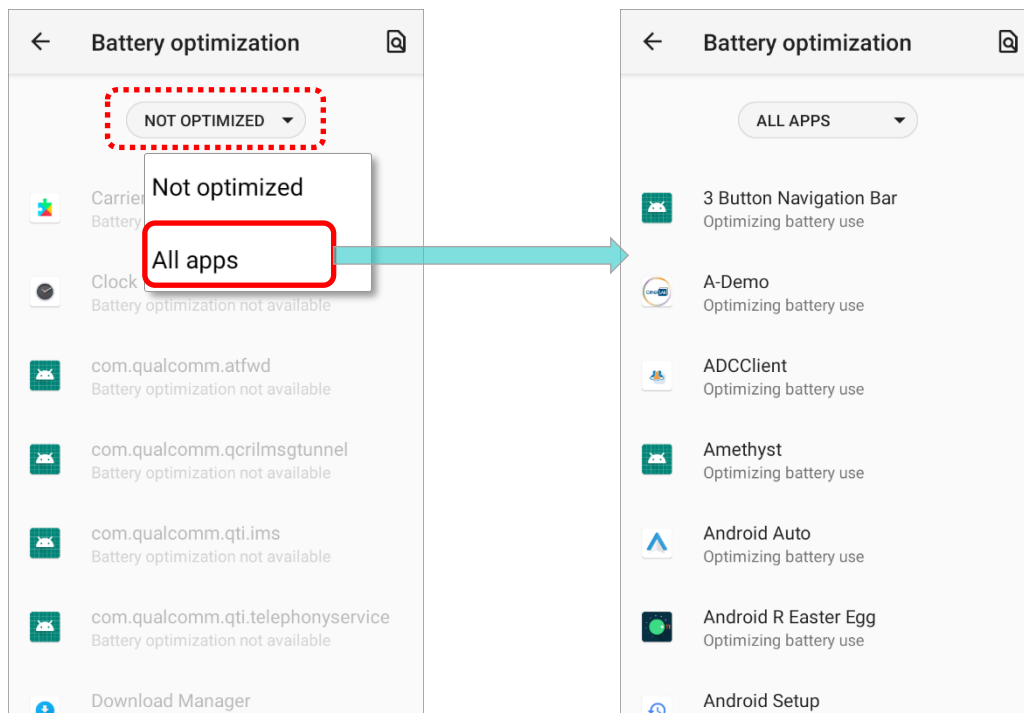 Battery optimization
NOT OPTIMIZED
Not optimized
All apps
Carrier
Battery
Clock
Battery optimization not available
com.qualcomm.atfwd
Battery optimization not available
com.qualcomm.qcrilmsgtunnel
Battery optimization not available
com.qualcomm.qti.ims
Battery optimization not available
com.qualcomm.qti.telephonyservice
Battery optimization not available
Download Manager
Battery optimization
ALL APPS
3 Button Navigation Bar
Optimizing battery use
A-Demo
Optimizing battery use
ADCClient
Optimizing battery use
Amethyst
Optimizing battery use
Android Auto
Optimizing battery use
Android R Easter Egg
Optimizing battery use
Android Setup